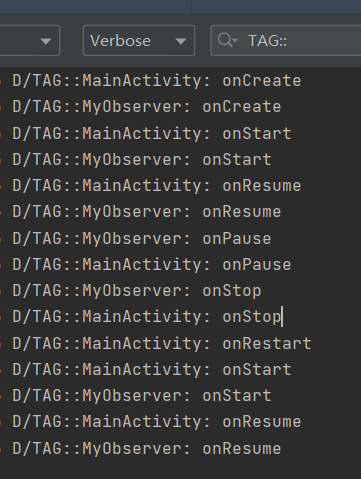 Verbose
TAG::
D/TAG::MainActivity: onCreate
D/TAG::MyObserver: onCreate
D/TAG::MainActivity: onStart
D/TAG::MyObserver: onStart
D/TAG::MainActivity: onResume
D/TAG::MyObserver: onResume
D/TAG::MyObserver: onPause
D/TAG::MainActivity: onPause
D/TAG::MyObserver: onStop
D/TAG::MainActivity: onStop
D/TAG::MainActivity: onRestart
D/TAG::MainActivity: onStart
D/TAG::MyObserver: onStart
D/TAG::MainActivity: onResume
D/TAG::MyObserver: onResume